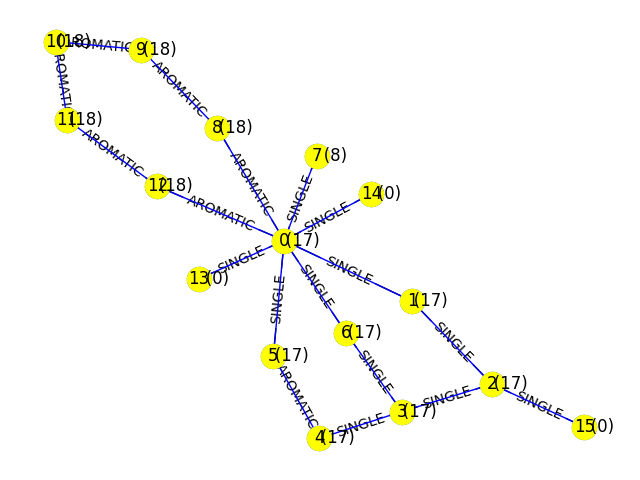 10(18)
AROMATIC
9(18)
AROMATIC
AROMATIC
11(18)
8(18)
AROMATIC
7(8)
AROMATIC
12(18)
SINGLE
14(0)
AROMATIC
SINGLE
0(17)
SINGLE
13(0)
SINGLE
SINGLE
SINGLE
1(17)
6(17)
SINGLE
5(17)
SINGLE
AROMATIC
2(17)
SINGLE
SINGLE
3(17)
SINGLE
15(0)
4(17)